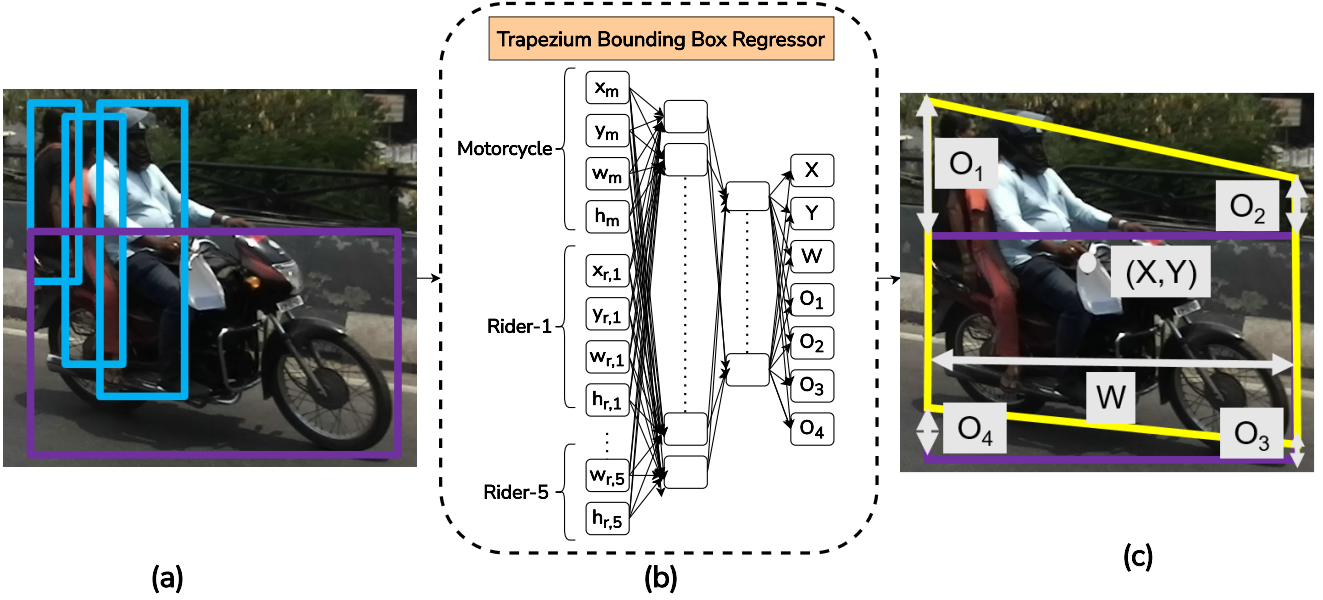 Trapezium Bounding Box Regressor
Motorcycle
xm
ym
wm
hm
Rider-1
xr,1
yr,1
wr,1
hr,1
Rider-5
wr,5
hr,5
X
Y
W
O1
O2
O3
O4
O1
O2
(X,Y)
W
O4
O3
(a)
(b)
(c)